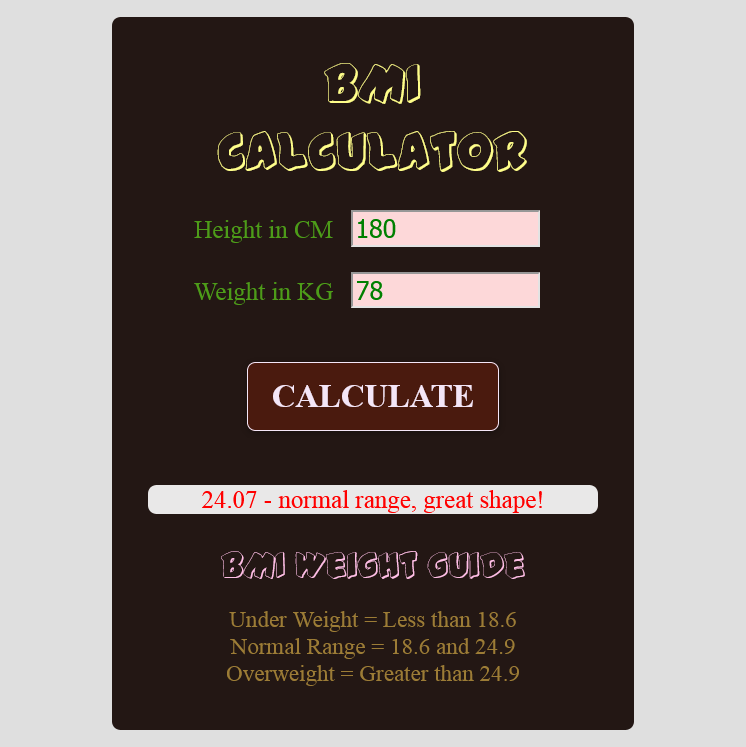 BMI
CALCULATOR
Height in CM 180
Weight in KG 78
CALCULATE
24.07 - normal range, great shape!
BMI WEIGHT GUIDE
Under Weight = Less than 18.6
Normal Range = 18.6 and 24.9
Overweight = Greater than 24.9